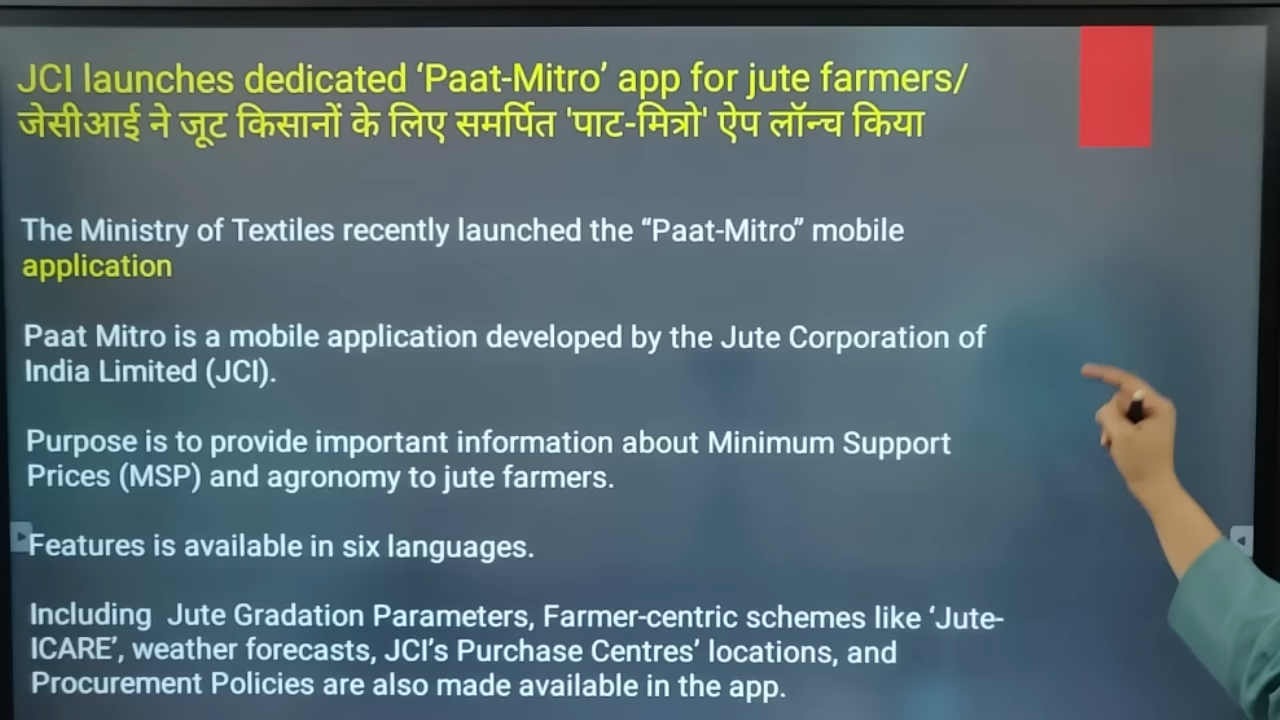 JCI launches dedicated ‘Paat-Mitro’ app for jute farmers/
जेसीआई ने जूट किसानों के लिए समर्पित 'पाट-मित्रो' ऐप लॉन्च किया
The Ministry of Textiles recently launched the “Paat-Mitro” mobile
application
Paat Mitro is a mobile application developed by the Jute Corporation of
India Limited (JCI).
Purpose is to provide important information about Minimum Support
Prices (MSP) and agronomy to jute farmers.
Features is available in six languages.
Including Jute Gradation Parameters, Farmer-centric schemes like ‘Jute-
ICARE’, weather forecasts, JCI’s Purchase Centres’ locations, and
Procurement Policies are also made available in the app.